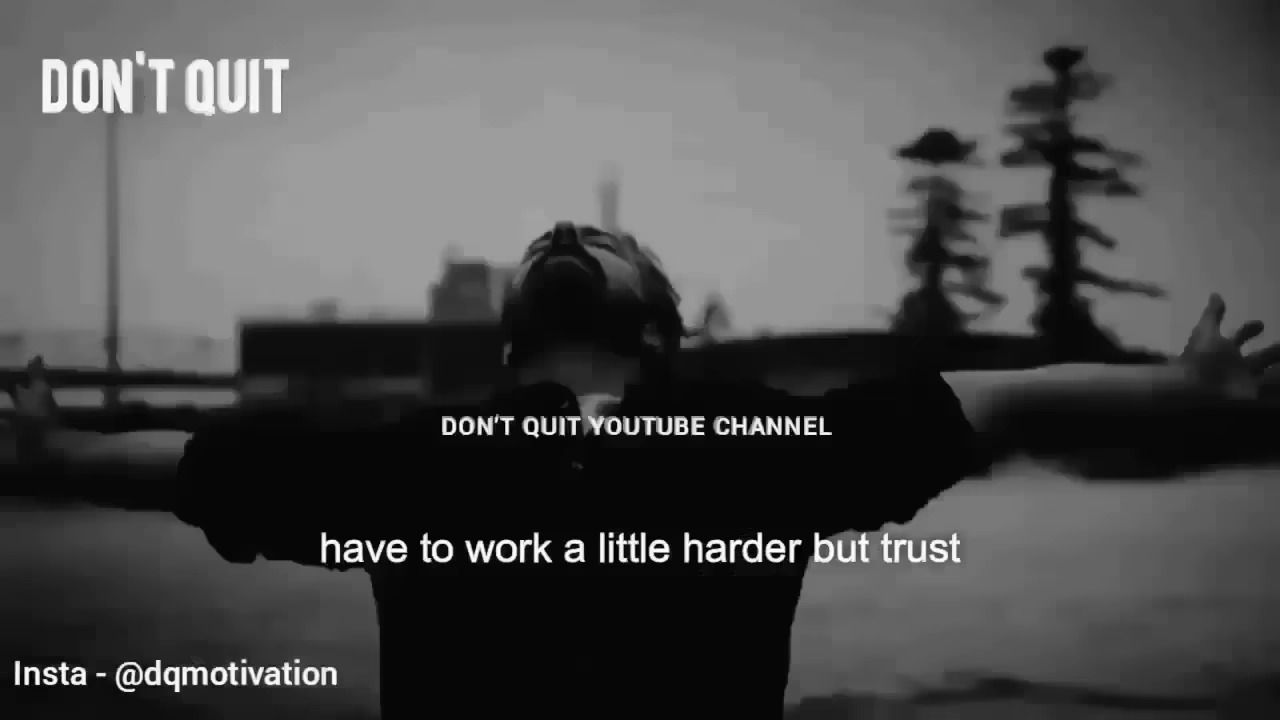 DON'T QUIT
DON'T QUIT YOUTUBE CHANNEL
have to work a little harder but trust
Insta - @dqmotivation